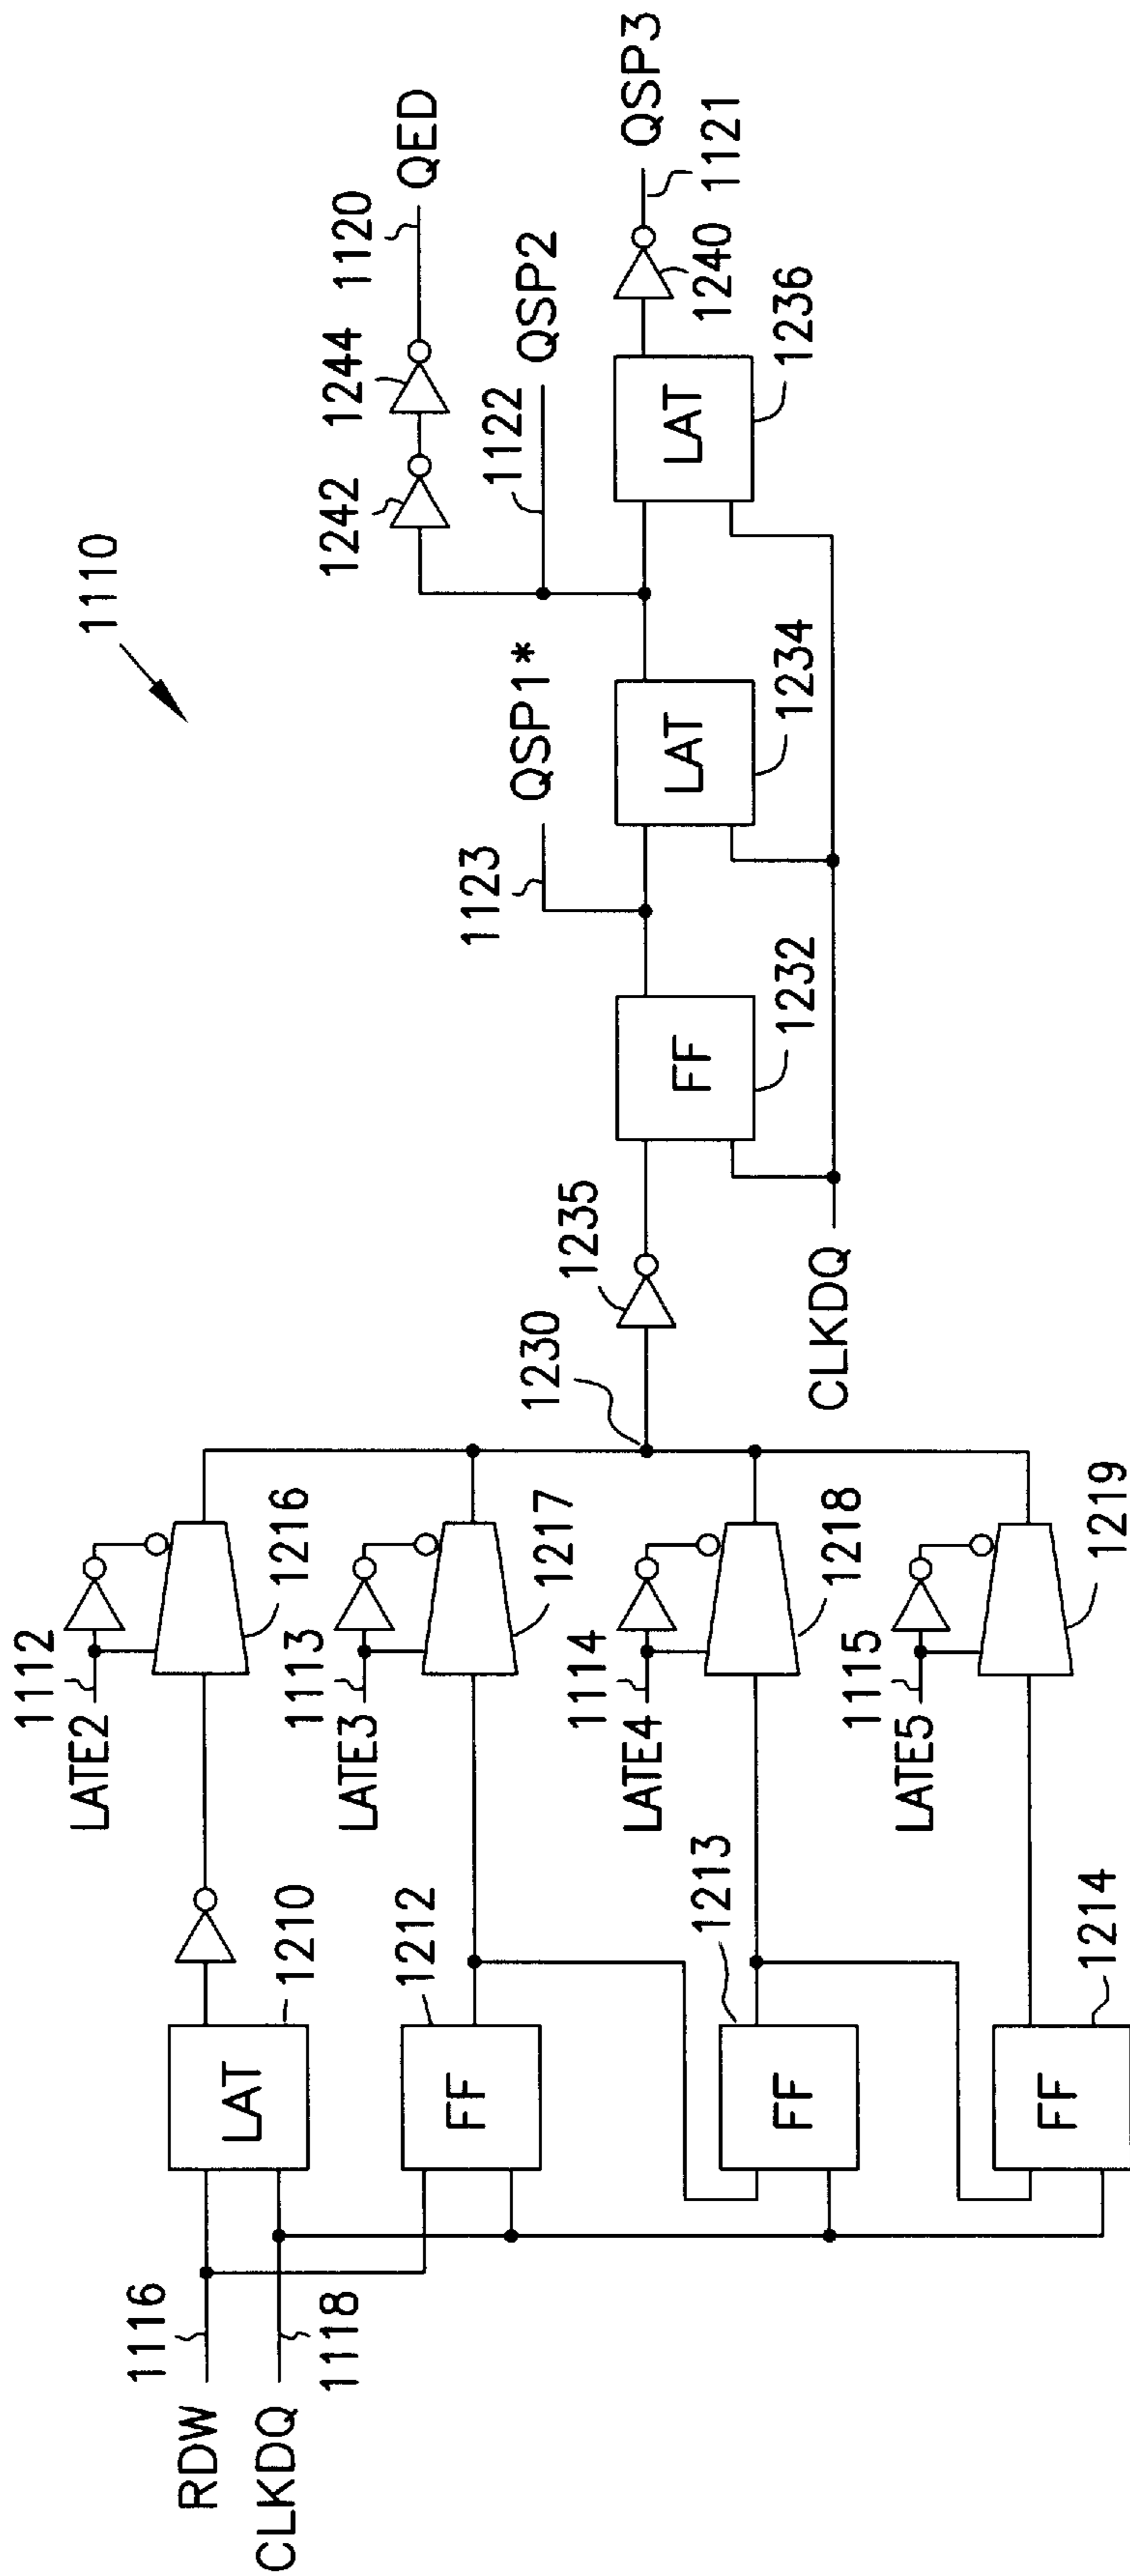 1110
RDW
1116
CLKDQ
1118
LAT
1210
FF
1212
FF
1213
FF
1214
LATE2
1112
1216
LATE3
1113
1217
LATE4
1114
1218
LATE5
1115
1219
1230
1235
CLKDQ
FF
1232
1123
QSP1*
LAT
1234
1242
1244
1120
QED
1122
QSP2
LAT
1236
1240
1121
QSP3